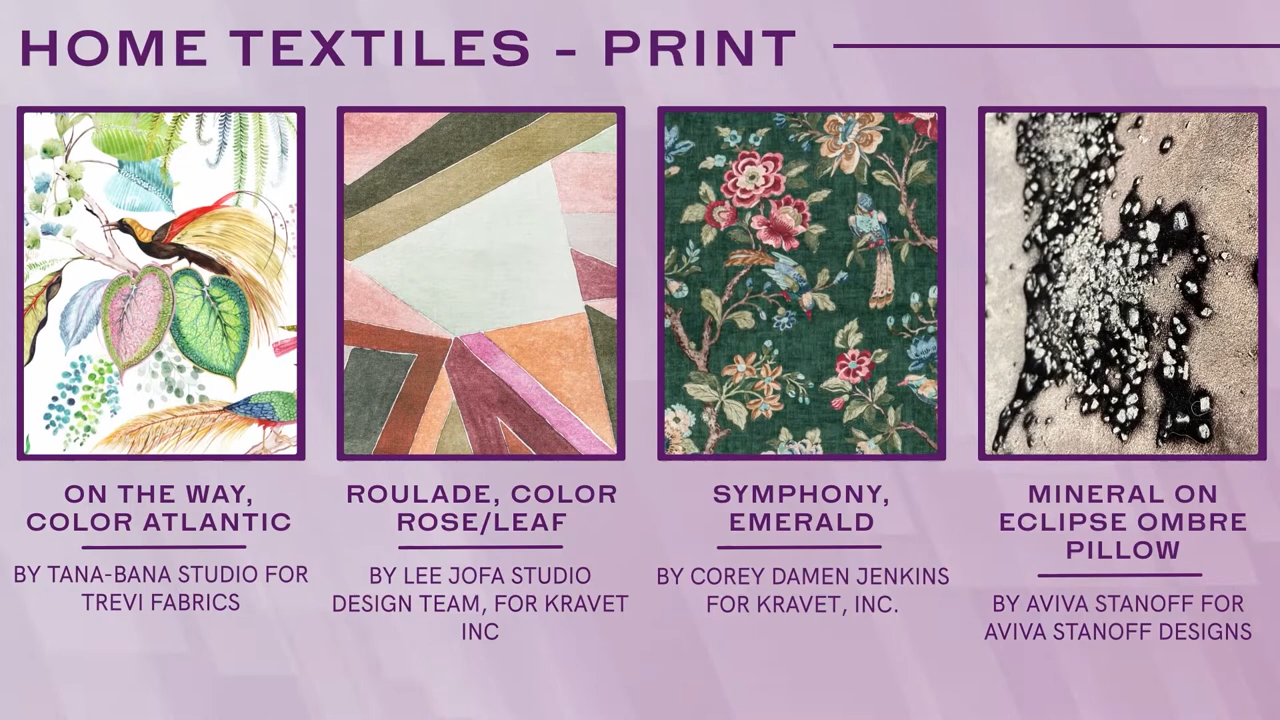 HOME TEXTILES - PRINT
ON THE WAY,
COLOR ATLANTIC
BY TANA-BANA STUDIO FOR
TREVI FABRICS
ROULADE, COLOR
ROSE/LEAF
BY LEE JOFA STUDIO
DESIGN TEAM, FOR KRAVET
INC
SYMPHONY,
EMERALD
BY COREY DAMEN JENKINS
FOR KRAVET, INC.
MINERAL ON
ECLIPSE OMBRE
PILLOW
BY AVIVA STANOFF FOR
AVIVA STANOFF DESIGNS